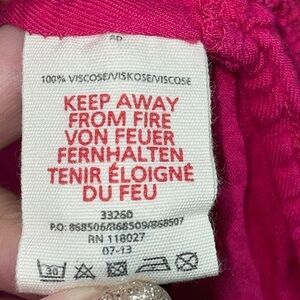 100% VISCOSE/VISKOSE/VISCOSE
KEEP AWAY
FROM FIRE
VON FEUER
FERNHALTEN
TENIR ÉLOIGNÉ
DU FEU
33260
P.O: 868506/868509/868507
RN 118027
07-13
30